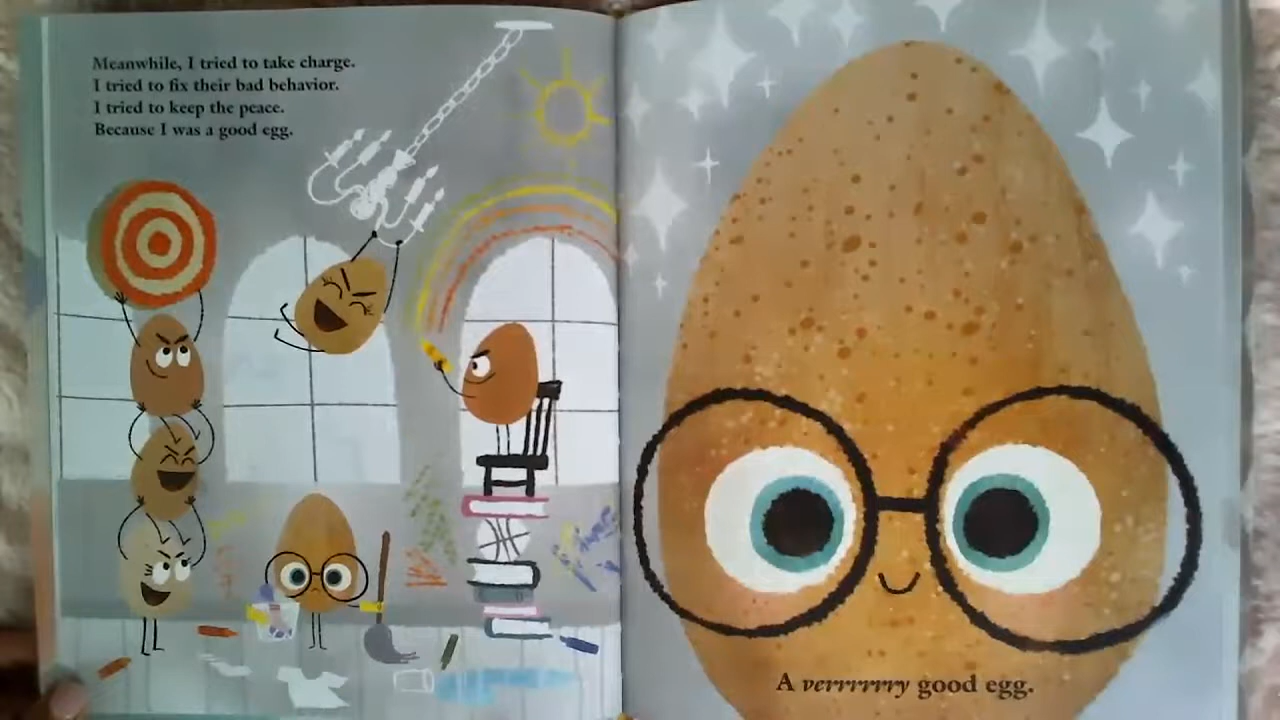 Meanwhile, I tried to take charge.
I tried to fix their bad behavior.
I tried to keep the peace.
Because I was a good egg.
A verrrrrry good egg.